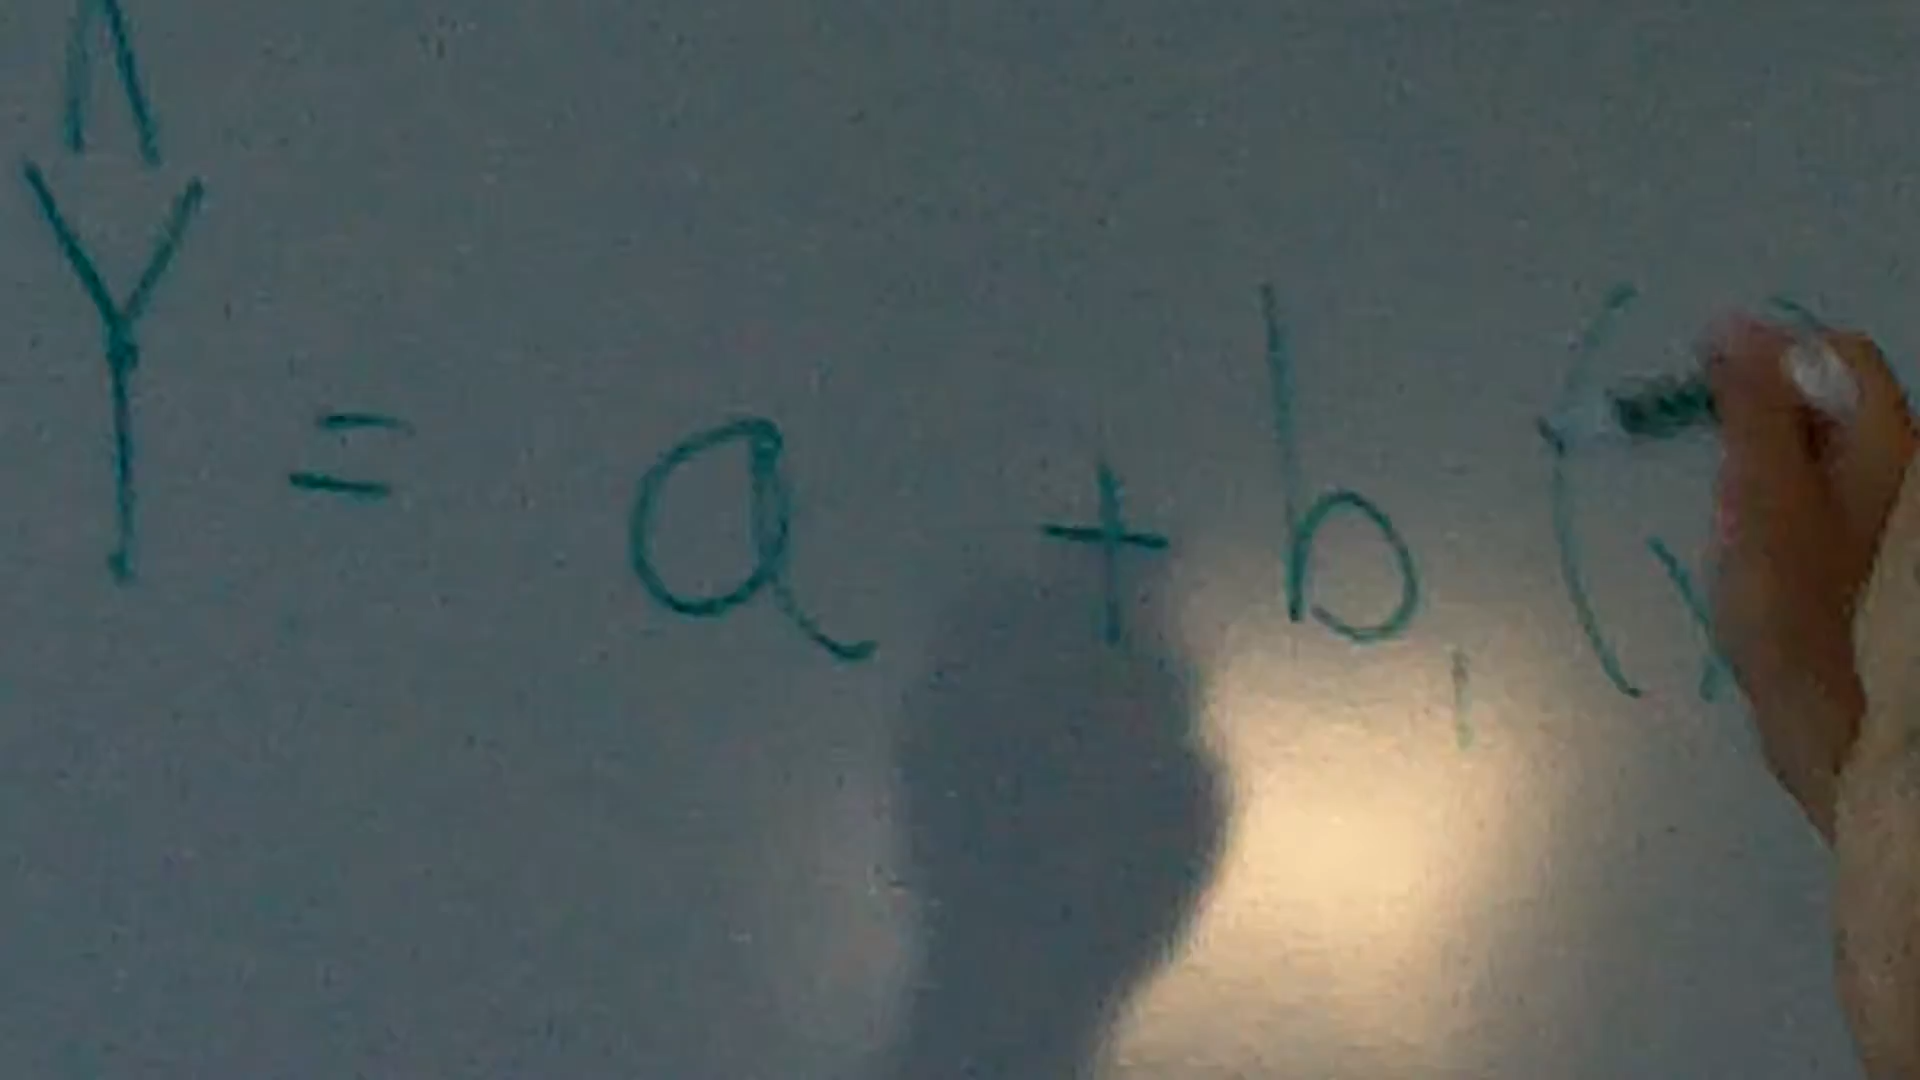 Ŷ = a + b₁(